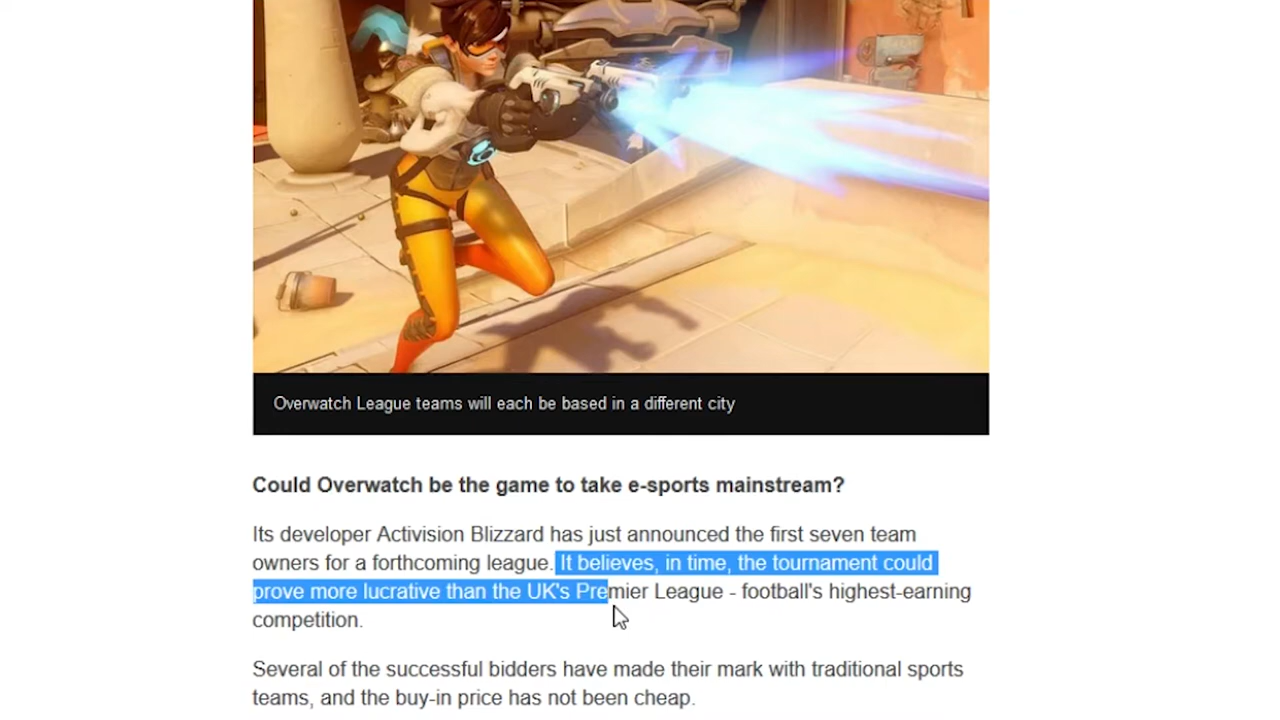 Overwatch League teams will each be based in a different city
Could Overwatch be the game to take e-sports mainstream?
Its developer Activision Blizzard has just announced the first seven team
owners for a forthcoming league. It believes, in time, the tournament could
prove more lucrative than the UK's Premier League - football's highest-earning
competition.
Several of the successful bidders have made their mark with traditional sports
teams, and the buy-in price has not been cheap.